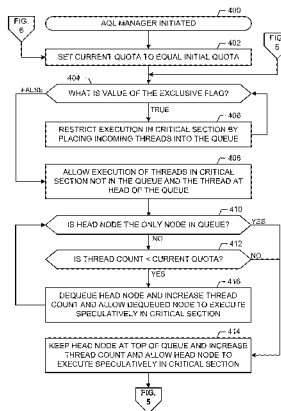 400
AQL MANAGER INITIATED
FIG.
6
402
SET CURRENT QUOTA TO EQUAL INITIAL QUOTA
FIG
5
404
WHAT IS VALUE OF THE EXCLUSIVE FLAG?
FALSE
TRUE
406
RESTRICT EXECUTION IN CRITICAL SECTION BY
PLACING INCOMING THREADS INTO THE QUEUE
408
ALLOW EXECUTION OF THREADS IN CRITICAL
SECTION NOT IN THE QUEUE AND THE THREAD AT
HEAD OF THE QUEUE
410
IS HEAD NODE THE ONLY NODE IN QUEUE?
YES
NO
412
IS THREAD COUNT < CURRENT QUOTA?
NO
YES
416
DEQUEUE HEAD NODE AND INCREASE THREAD
COUNT AND ALLOW DEQUEUED NODE TO EXECUTE
SPECULATIVELY IN CRITICAL SECTION
414
KEEP HEAD NODE AT TOP OF QUEUE AND INCREASE
THREAD COUNT AND ALLOW HEAD NODE TO
EXECUTE SPECULATIVELY IN CRITICAL SECTION
FIG.
5